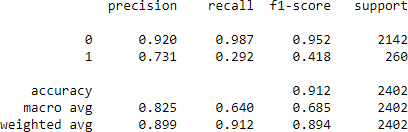 precision recall f1-score support
0 0.920 0.987 0.952 2142
1 0.731 0.292 0.418 260
accuracy 0.912 2402
macro avg 0.825 0.640 0.685 2402
weighted avg 0.899 0.912 0.894 2402